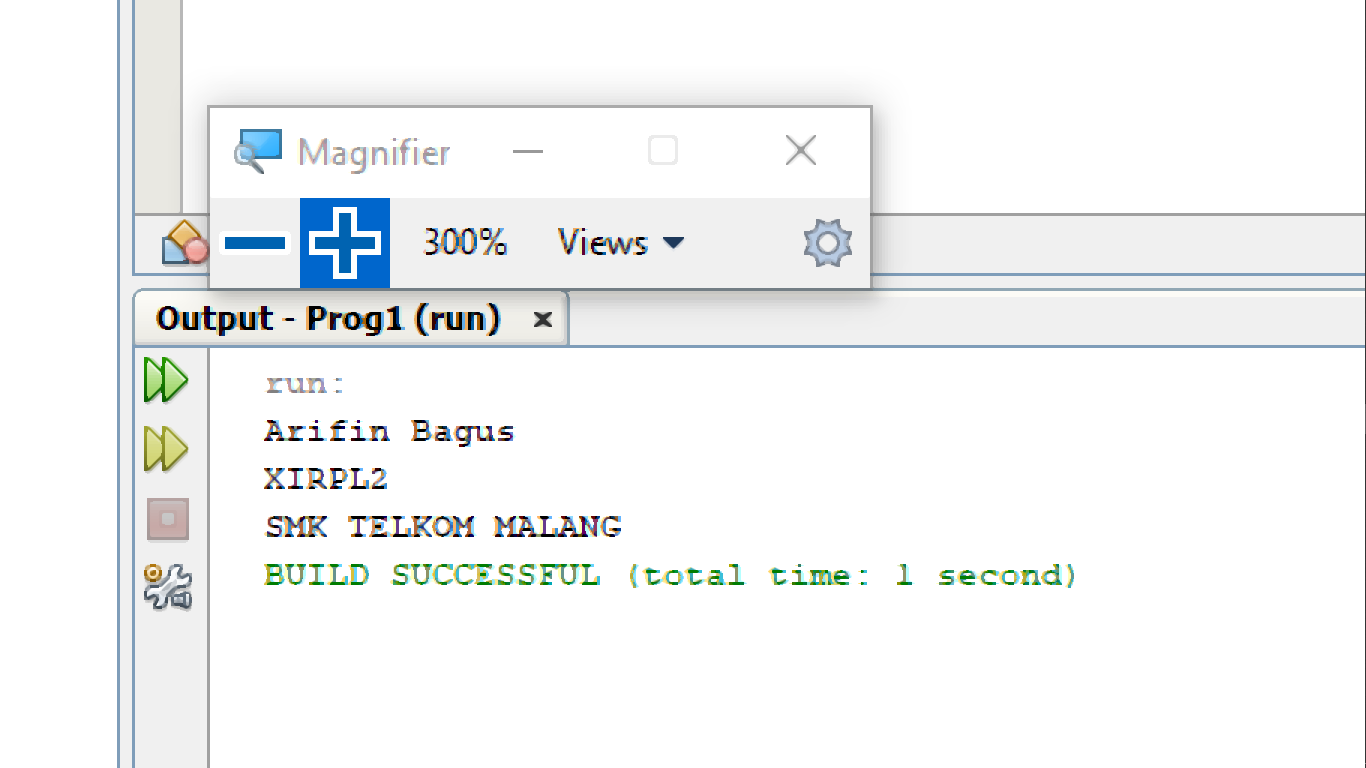 Magnifier
300% Views
Output - Prog1 (run)
run:
Arifin Bagus
XIRPL2
SMK TELKOM MALANG
BUILD SUCCESSFUL (total time: 1 second)